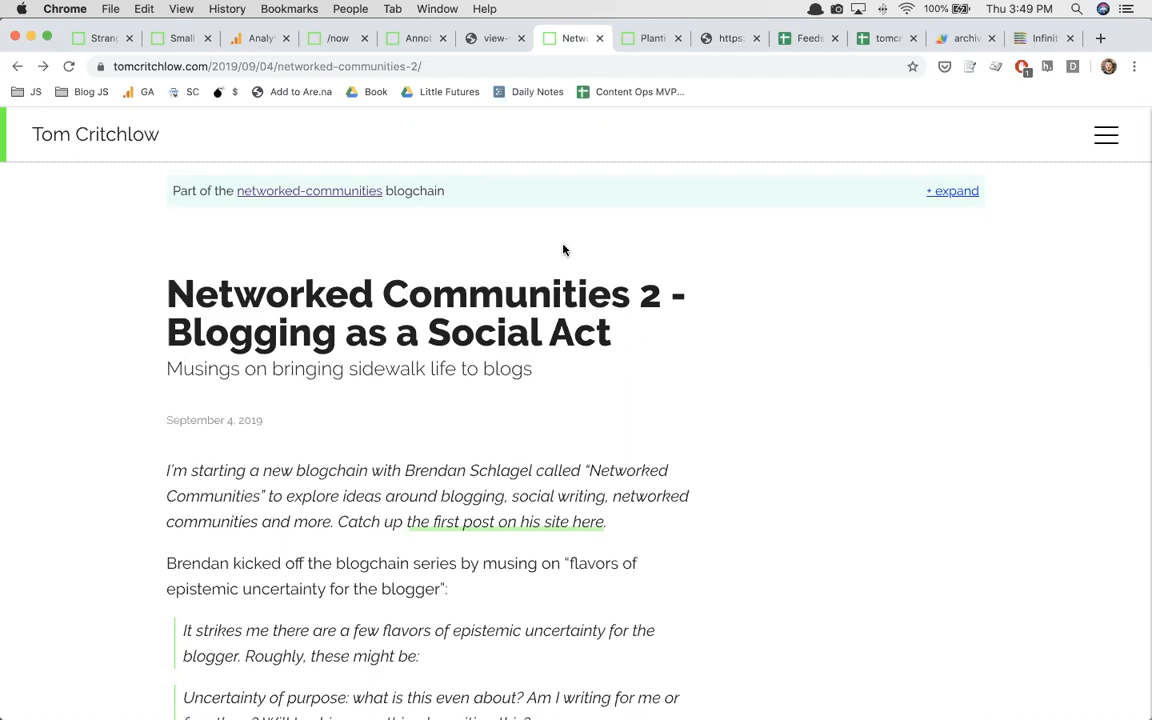 Chrome File Edit View History Bookmarks People Tab Window Help 100% Thu 3:49 PM
Strang Small Analy /now Annot view- Netw Planti https: Feeds tomcr archiv Infinit
tomcritchlow.com/2019/09/04/networked-communities-2/
JS Blog JS GA SC $ Add to Are.na Book Little Futures Daily Notes Content Ops MVP...
Tom Critchlow
Part of the networked-communities blogchain + expand
Networked Communities 2 -
Blogging as a Social Act
Musings on bringing sidewalk life to blogs
September 4, 2019
I'm starting a new blogchain with Brendan Schlagel called “Networked
Communities” to explore ideas around blogging, social writing, networked
communities and more. Catch up the first post on his site here.
Brendan kicked off the blogchain series by musing on “flavors of
epistemic uncertainty for the blogger”:
It strikes me there are a few flavors of epistemic uncertainty for the
blogger. Roughly, these might be:
Uncertainty of purpose: what is this even about? Am I writing for me or